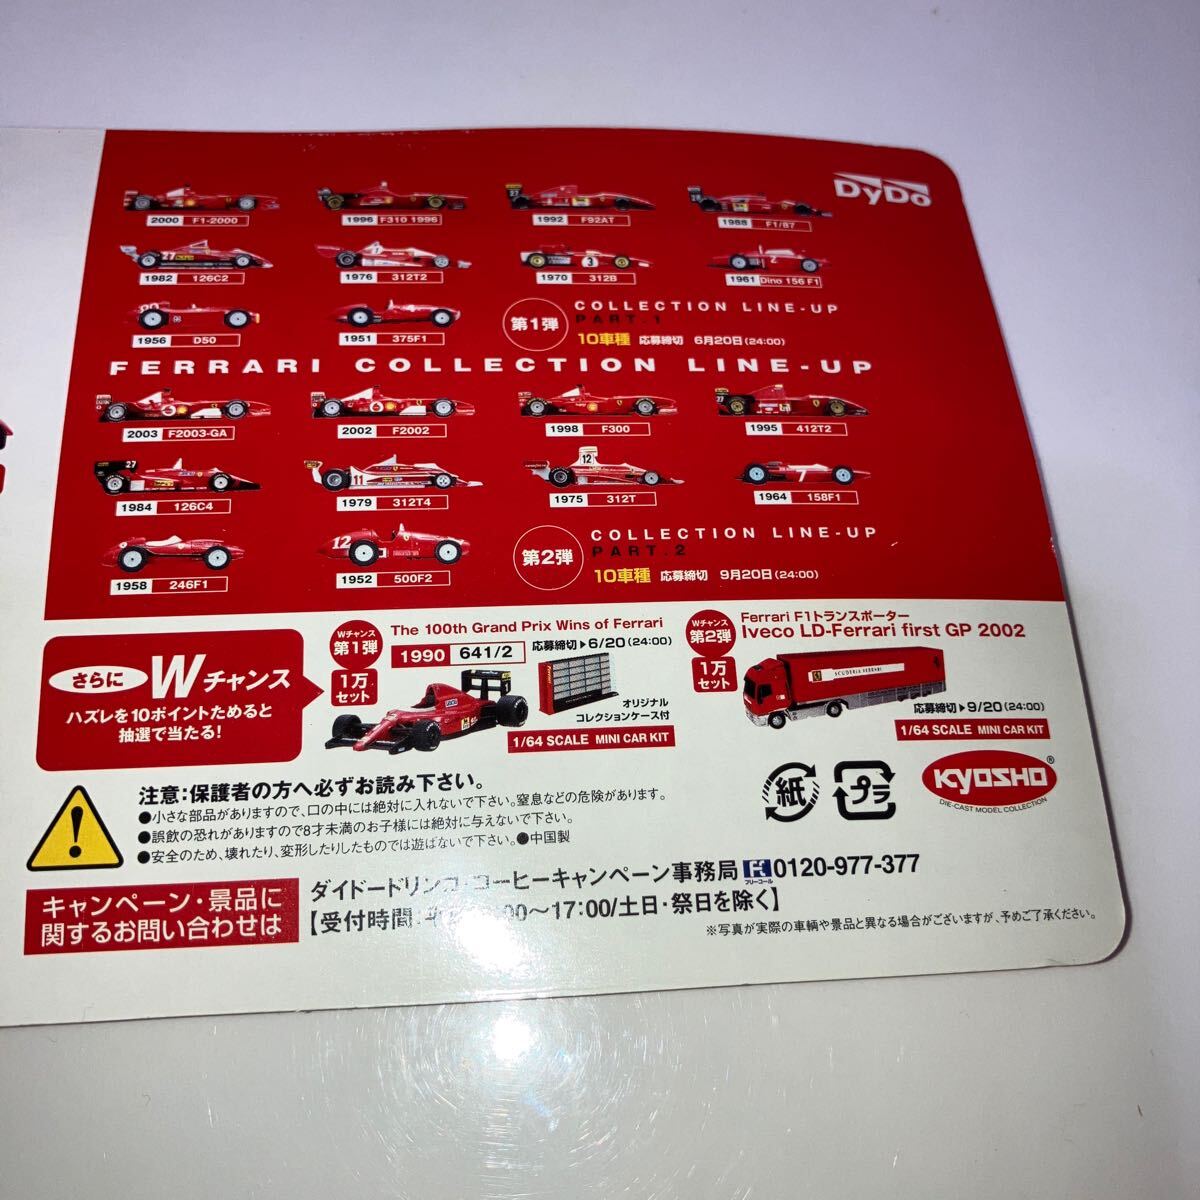 DyDo
2000 F1-2000
1996 F310 1996
1992 F92AT
1988 F1/87
1982 126C2
1976 312T2
1970 312B
1961 Dino 156 F1
1956 D50
1951 375F1
第1弾
COLLECTION LINE-UP
PART.1
10車種 応募締切 6月20日(24:00)
FERRARI COLLECTION LINE-UP
2003 F2003-GA
2002 F2002
1998 F300
1995 412T2
1984 126C4
1979 312T4
1975 312T
1964 158F1
1958 246F1
1952 500F2
第2弾
COLLECTION LINE-UP
PART.2
10車種 応募締切 9月20日(24:00)
さらに Wチャンス
ハズレを10ポイントためると
抽選で当たる!
Wチャンス
第1弾
1万
セット
The 100th Grand Prix Wins of Ferrari
1990 641/2
応募締切▶6/20(24:00)
オリジナル
コレクションケース付
1/64 SCALE MINI CAR KIT
Wチャンス
第2弾
1万
セット
Ferrari F1トランスポーター
Iveco LD-Ferrari first GP 2002
SCUDERIA FERRARI
応募締切▶9/20(24:00)
1/64 SCALE MINI CAR KIT
注意:保護者の方へ必ずお読み下さい。
●小さな部品がありますので、口の中には絶対に入れないで下さい。窒息などの危険があります。
●誤飲の恐れがありますので8才未満のお子様には絶対に与えないで下さい。
●安全のため、壊れたり、変形したりしたものでは遊ばないで下さい。●中国製
紙
プラ
KYOSHO®
DIE-CAST MODEL COLLECTION
キャンペーン・景品に
関するお問い合わせは
ダイドードリンコ・コーヒーキャンペーン事務局 フリーコール 0120-977-377
【受付時間:00～17:00/土日・祭日を除く】
※写真が実際の車輌や景品と異なる場合がございますが、予めご了承ください。